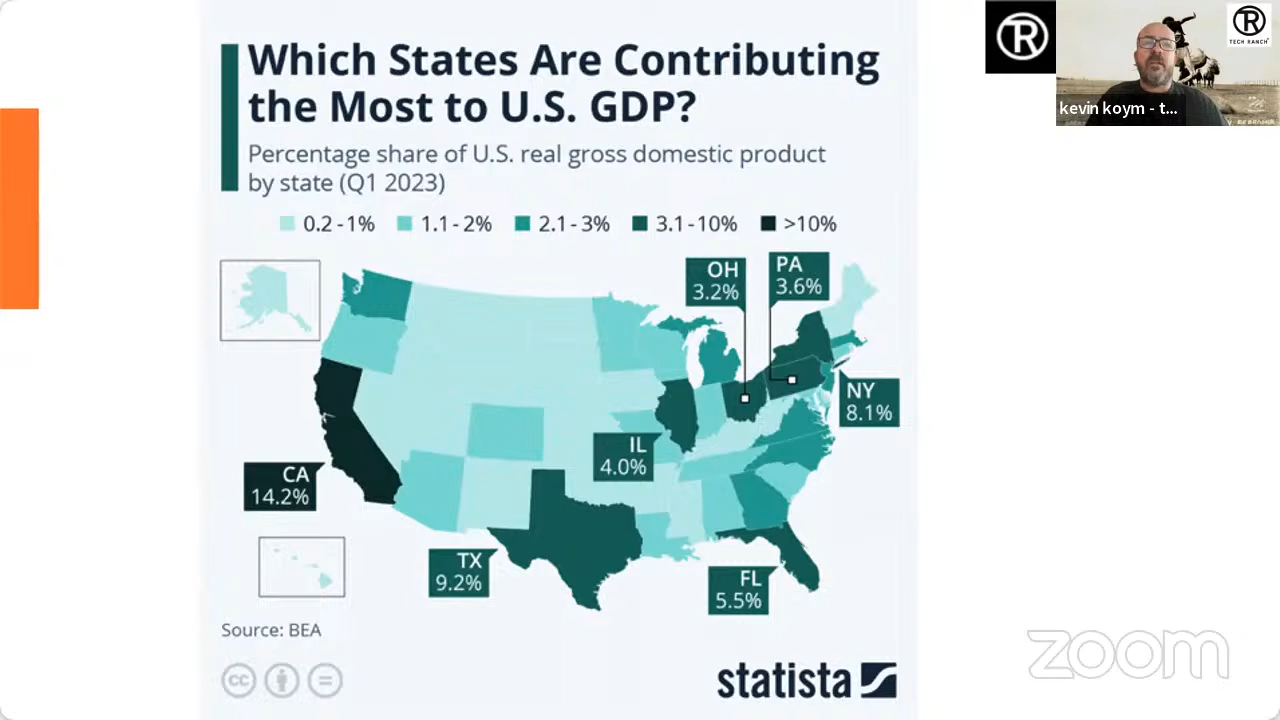 Which States Are Contributing
the Most to U.S. GDP?
Percentage share of U.S. real gross domestic product
by state (Q1 2023)
0.2 - 1% 1.1 - 2% 2.1 - 3% 3.1 - 10% >10%
OH
3.2%
PA
3.6%
NY
8.1%
IL
4.0%
CA
14.2%
TX
9.2%
FL
5.5%
Source: BEA
cc
statista
R
TECH RANCH
kevin koym - t...
zoom